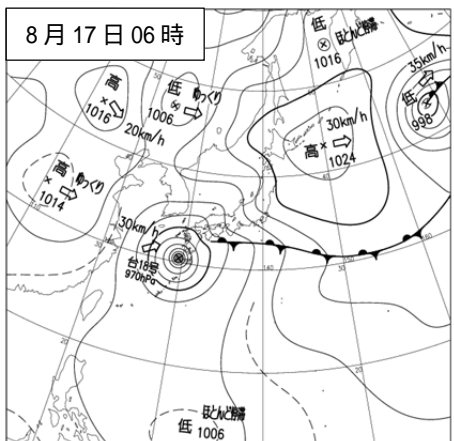 8月17日06時
低
ほとんど停滞
1016
35km/h
低
998
高
1016
20km/h
低
ゆっくり
1006
30km/h
高
1024
高
ゆっくり
1014
30km/h
台18号
970hPa
140
20
ほとんど停滞
低
1006